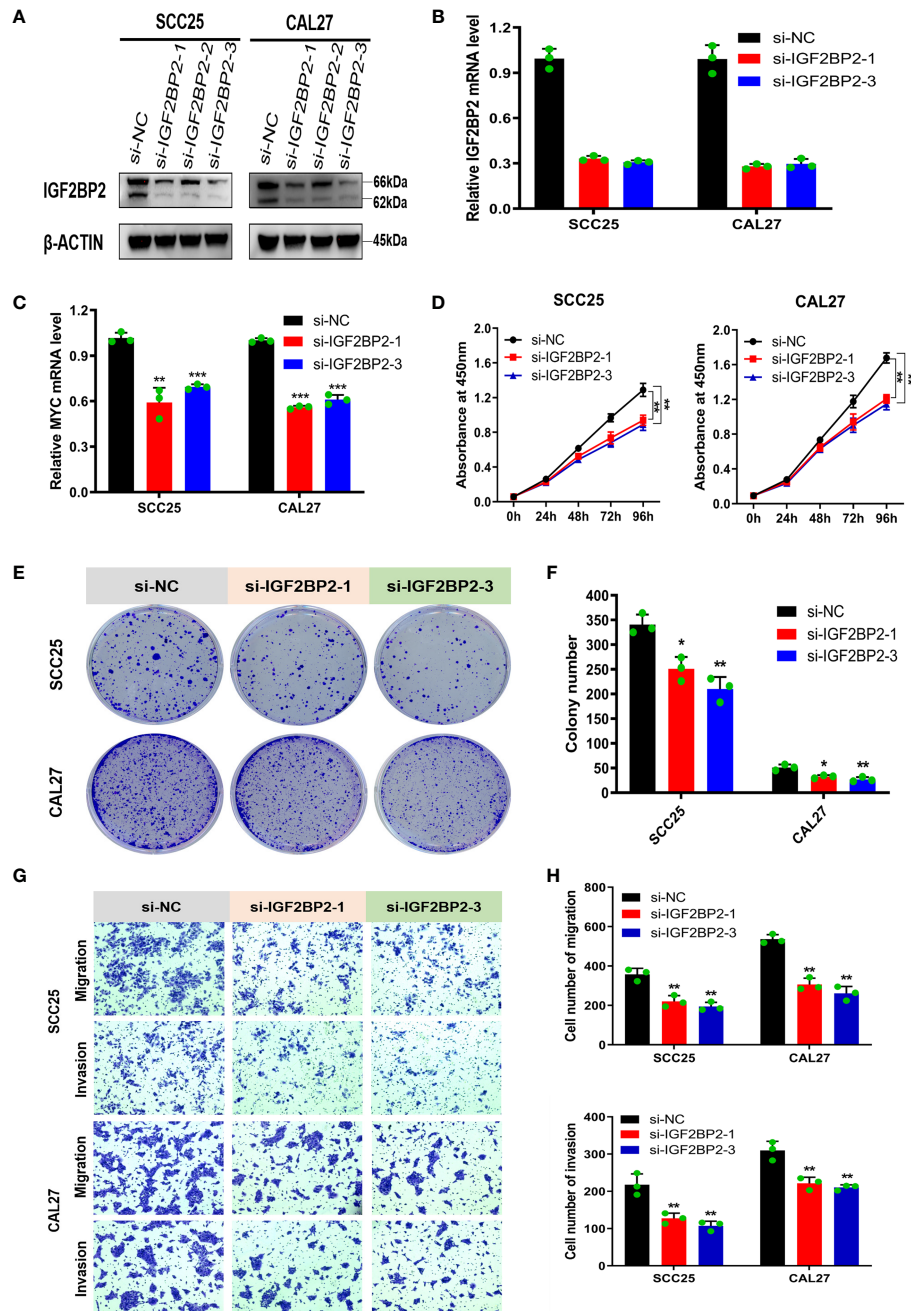 A
SCC25 CAL27
si-NC si-IGF2BP2-1 si-IGF2BP2-2 si-IGF2BP2-3 si-NC si-IGF2BP2-1 si-IGF2BP2-2 si-IGF2BP2-3
IGF2BP2
66kDa
62kDa
β-ACTIN
45kDa
B
Relative IGF2BP2 mRNA level
1.2
0.9
0.6
0.3
0.0
SCC25 CAL27
si-NC
si-IGF2BP2-1
si-IGF2BP2-3
C
Relative MYC mRNA level
1.2
0.9
0.6
0.3
0.0
** *** *** ***
SCC25 CAL27
si-NC
si-IGF2BP2-1
si-IGF2BP2-3
D
SCC25
Absorbance at 450nm
2.0
1.6
1.2
0.8
0.4
0.0
0h 24h 48h 72h 96h
si-NC
si-IGF2BP2-1
si-IGF2BP2-3
** **
CAL27
Absorbance at 450nm
2.0
1.6
1.2
0.8
0.4
0.0
0h 24h 48h 72h 96h
si-NC
si-IGF2BP2-1
si-IGF2BP2-3
** **
E
si-NC si-IGF2BP2-1 si-IGF2BP2-3
SCC25
CAL27
F
Colony number
400
350
300
250
200
150
100
50
0
* ** * **
SCC25 CAL27
si-NC
si-IGF2BP2-1
si-IGF2BP2-3
G
si-NC si-IGF2BP2-1 si-IGF2BP2-3
SCC25
Migration
Invasion
CAL27
Migration
Invasion
H
Cell number of migration
800
600
400
200
0
** ** ** **
SCC25 CAL27
si-NC
si-IGF2BP2-1
si-IGF2BP2-3
Cell number of invasion
400
300
200
100
0
** ** ** **
SCC25 CAL27
si-NC
si-IGF2BP2-1
si-IGF2BP2-3